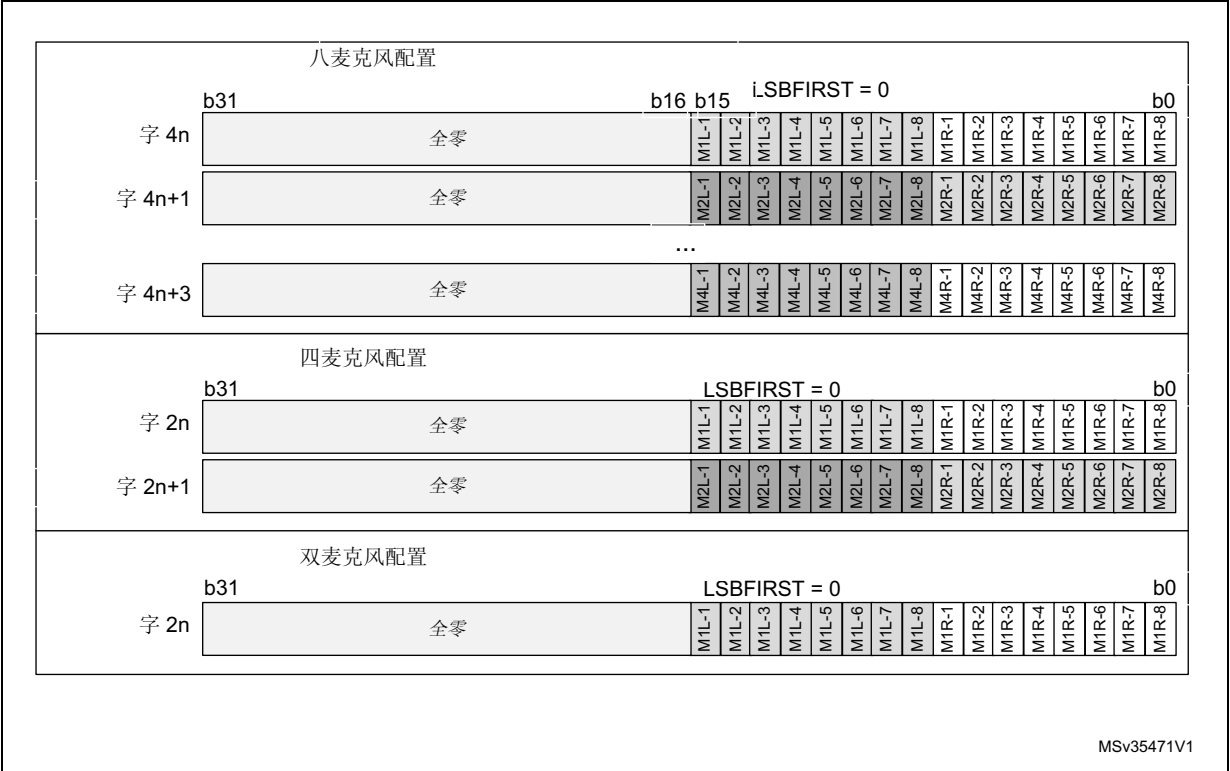 八麦克风配置
b31 b16 b15 iLSBFIRST = 0 b0
字 4n 全零 M1L-1 M1L-2 M1L-3 M1L-4 M1L-5 M1L-6 M1L-7 M1L-8 M1R-1 M1R-2 M1R-3 M1R-4 M1R-5 M1R-6 M1R-7 M1R-8
字 4n+1 全零 M2L-1 M2L-2 M2L-3 M2L-4 M2L-5 M2L-6 M2L-7 M2L-8 M2R-1 M2R-2 M2R-3 M2R-4 M2R-5 M2R-6 M2R-7 M2R-8
...
字 4n+3 全零 M4L-1 M4L-2 M4L-3 M4L-4 M4L-5 M4L-6 M4L-7 M4L-8 M4R-1 M4R-2 M4R-3 M4R-4 M4R-5 M4R-6 M4R-7 M4R-8
四麦克风配置
b31 LSBFIRST = 0 b0
字 2n 全零 M1L-1 M1L-2 M1L-3 M1L-4 M1L-5 M1L-6 M1L-7 M1L-8 M1R-1 M1R-2 M1R-3 M1R-4 M1R-5 M1R-6 M1R-7 M1R-8
字 2n+1 全零 M2L-1 M2L-2 M2L-3 M2L-4 M2L-5 M2L-6 M2L-7 M2L-8 M2R-1 M2R-2 M2R-3 M2R-4 M2R-5 M2R-6 M2R-7 M2R-8
双麦克风配置
b31 LSBFIRST = 0 b0
字 2n 全零 M1L-1 M1L-2 M1L-3 M1L-4 M1L-5 M1L-6 M1L-7 M1L-8 M1R-1 M1R-2 M1R-3 M1R-4 M1R-5 M1R-6 M1R-7 M1R-8
MSv35471V1